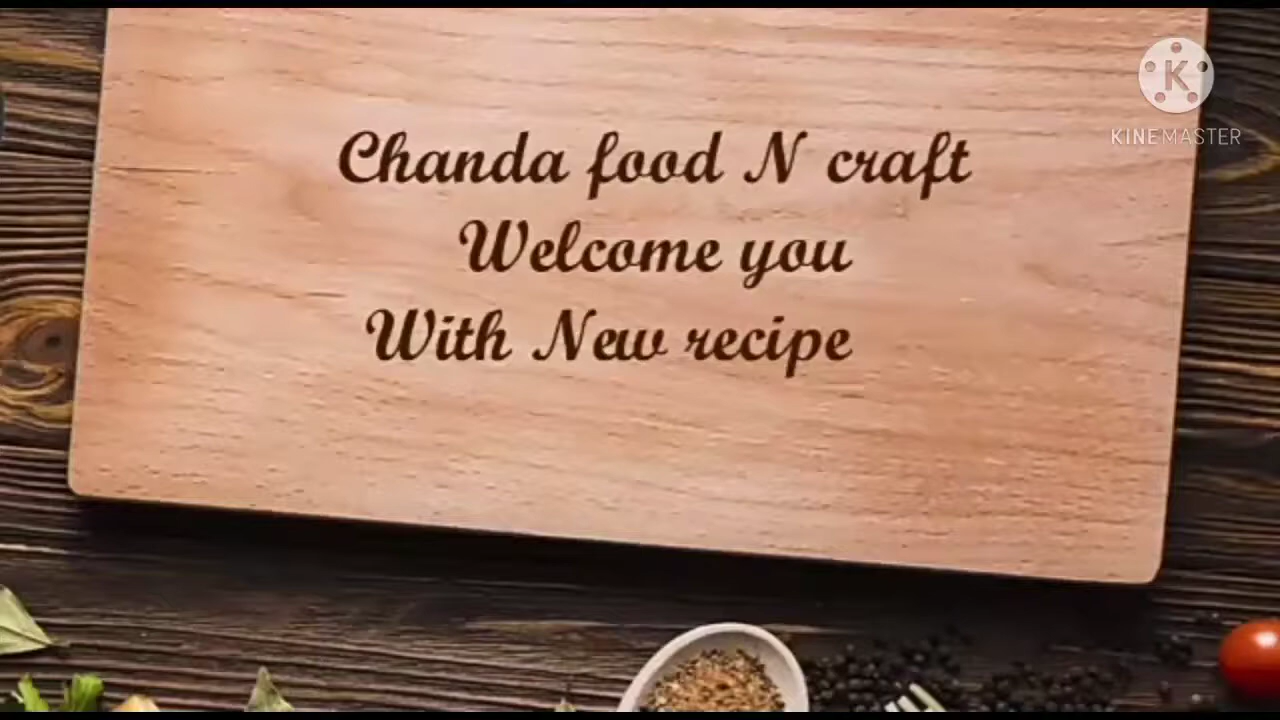 Chanda food N craft
Welcome you
With New recipe
K
KINEMASTER